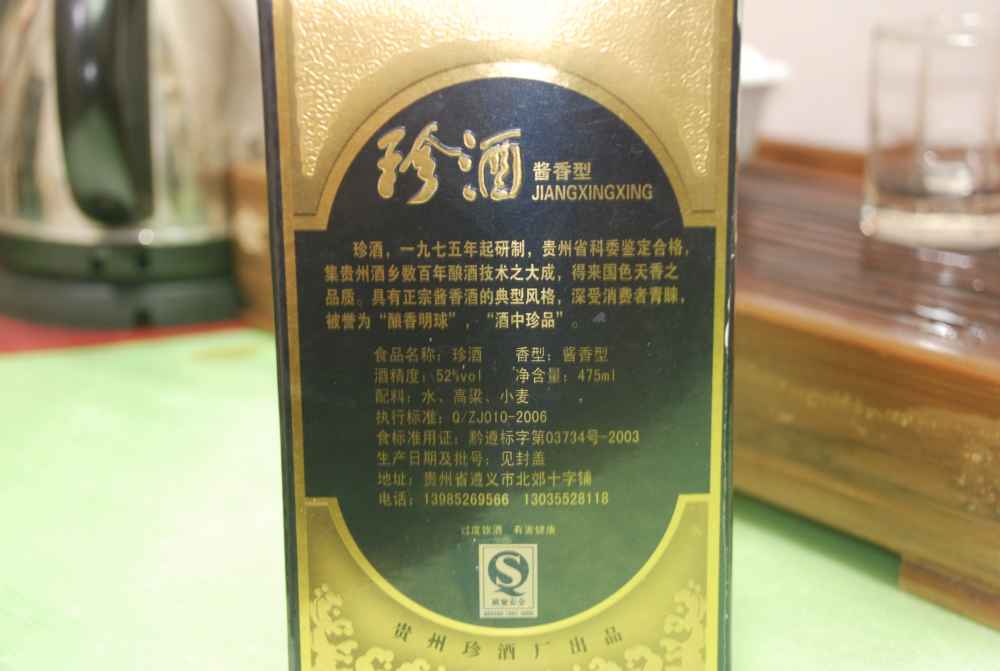 珍酒 酱香型
JIANGXINGXING
珍酒，一九七五年起研制，贵州省科委鉴定合格，
集贵州酒乡数百年酿酒技术之大成，得来国色天香之
品质。具有正宗酱香酒的典型风格，深受消费者青睐，
被誉为“酿香明球”，“酒中珍品”。
食品名称：珍酒 香型：酱香型
酒精度：52%vol 净含量：475ml
配料：水、高粱、小麦
执行标准：Q/ZJ010-2006
食标准用证：黔遵标字第03734号-2003
生产日期及批号：见封盖
地址：贵州省遵义市北郊十字铺
电话：13985269566 13035528118
过度饮酒 有害健康
质量安全
贵州珍酒厂出品